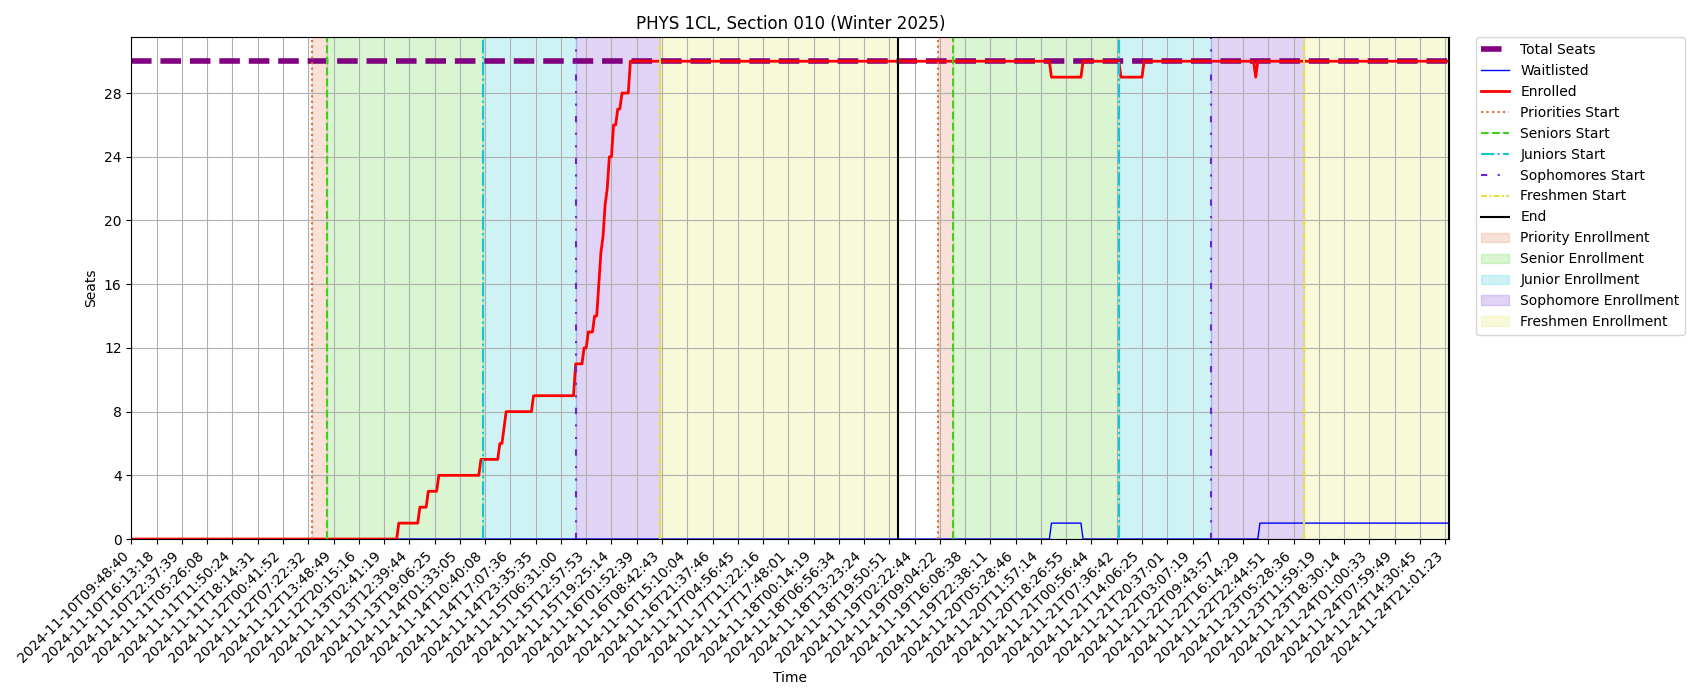 PHYS 1CL, Section 010 (Winter 2025)
Seats
28
24
20
16
12
8
4
0
2024-11-10T09:48:40
2024-11-10T16:13:18
2024-11-10T22:37:39
2024-11-11T05:26:08
2024-11-11T11:50:24
2024-11-11T18:14:31
2024-11-12T00:41:52
2024-11-12T07:22:32
2024-11-12T13:48:49
2024-11-12T20:15:16
2024-11-13T02:41:19
2024-11-13T12:39:44
2024-11-13T19:06:25
2024-11-14T01:33:05
2024-11-14T10:40:08
2024-11-14T17:07:36
2024-11-14T23:35:35
2024-11-15T06:31:00
2024-11-15T12:57:53
2024-11-15T19:25:14
2024-11-16T01:52:39
2024-11-16T08:42:43
2024-11-16T15:10:04
2024-11-16T21:37:46
2024-11-17T04:56:45
2024-11-17T11:22:16
2024-11-17T17:48:01
2024-11-18T00:14:19
2024-11-18T06:56:34
2024-11-18T13:23:24
2024-11-18T19:50:51
2024-11-19T02:22:44
2024-11-19T09:04:22
2024-11-19T16:08:38
2024-11-19T22:38:11
2024-11-20T05:28:46
2024-11-20T11:57:14
2024-11-20T18:26:55
2024-11-21T00:56:44
2024-11-21T07:36:42
2024-11-21T14:06:25
2024-11-21T20:37:01
2024-11-22T03:07:19
2024-11-22T09:43:57
2024-11-22T16:14:29
2024-11-22T22:44:51
2024-11-23T05:28:36
2024-11-23T11:59:19
2024-11-23T18:30:14
2024-11-24T01:00:33
2024-11-24T07:59:49
2024-11-24T14:30:45
2024-11-24T21:01:23
Time
Total Seats
Waitlisted
Enrolled
Priorities Start
Seniors Start
Juniors Start
Sophomores Start
Freshmen Start
End
Priority Enrollment
Senior Enrollment
Junior Enrollment
Sophomore Enrollment
Freshmen Enrollment